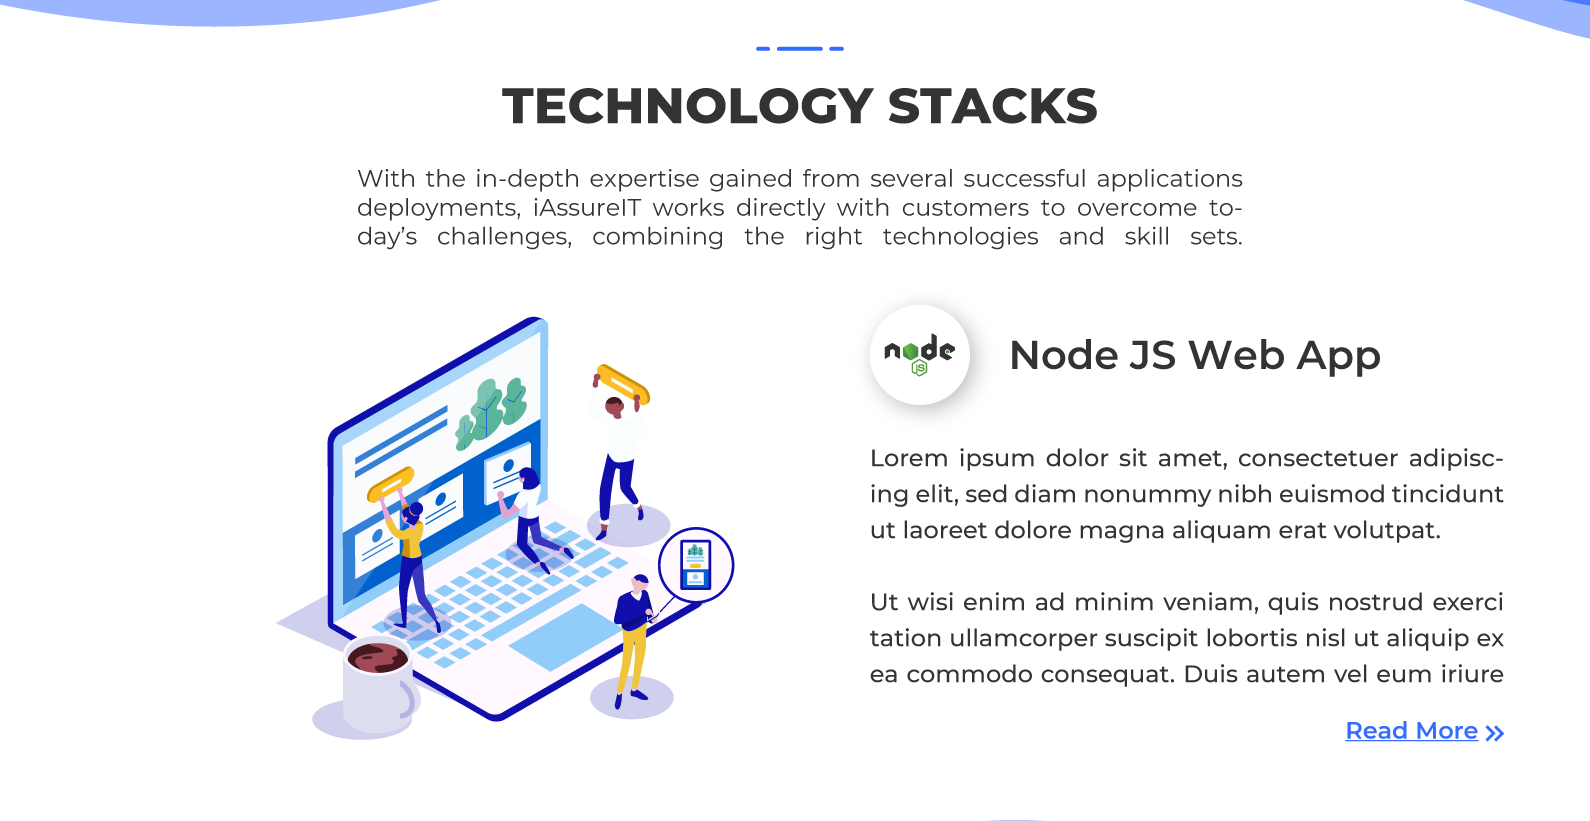 TECHNOLOGY STACKS
With the in-depth expertise gained from several successful applications
deployments, iAssureIT works directly with customers to overcome to-
day’s challenges, combining the right technologies and skill sets.
node
JS
Node JS Web App
Lorem ipsum dolor sit amet, consectetuer adipisc-
ing elit, sed diam nonummy nibh euismod tincidunt
ut laoreet dolore magna aliquam erat volutpat.
Ut wisi enim ad minim veniam, quis nostrud exerci
tation ullamcorper suscipit lobortis nisl ut aliquip ex
ea commodo consequat. Duis autem vel eum iriure
Read More